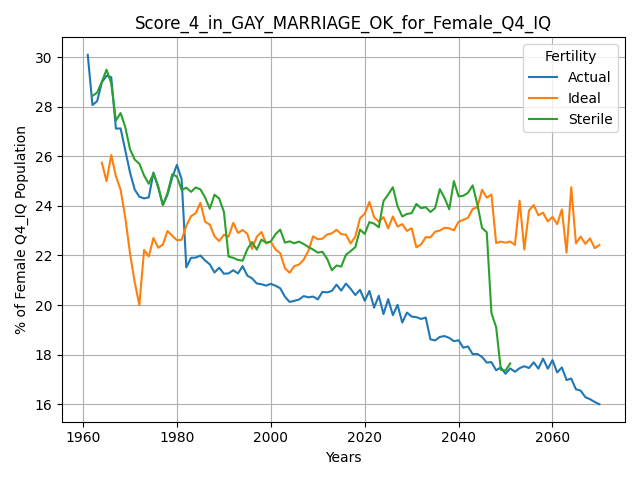 Score_4_in_GAY_MARRIAGE_OK_for_Female_Q4_IQ
Fertility
Actual
Ideal
Sterile
% of Female Q4_IQ Population
30
28
26
24
22
20
18
16
1960
1980
2000
2020
2040
2060
Years